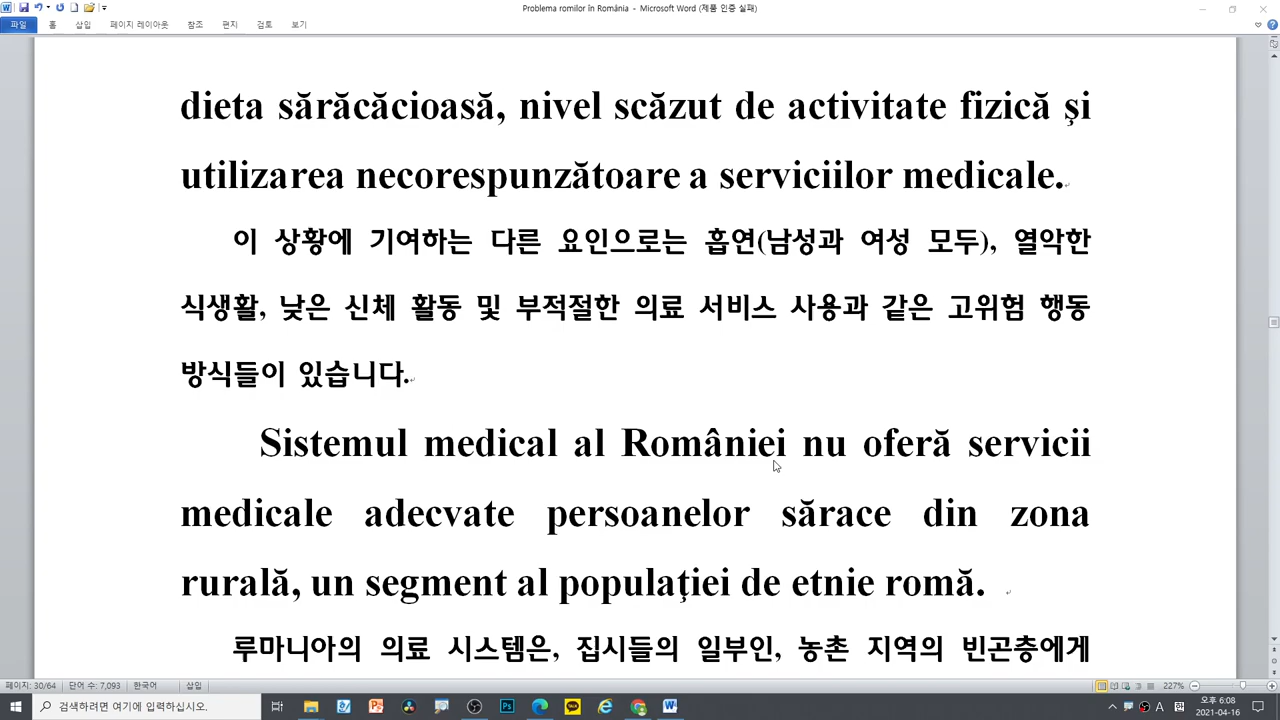 Problema romilor în România - Microsoft Word (제품 인증 실패)
파일 홈 삽입 페이지 레이아웃 참조 편지 검토 보기
dieta sărăcăcioasă, nivel scăzut de activitate fizică şi
utilizarea necorespunzătoare a serviciilor medicale.
이 상황에 기여하는 다른 요인으로는 흡연(남성과 여성 모두), 열악한
식생활, 낮은 신체 활동 및 부적절한 의료 서비스 사용과 같은 고위험 행동
방식들이 있습니다.
Sistemul medical al României nu oferă servicii
medicale adecvate persoanelor sărace din zona
rurală, un segment al populaţiei de etnie romă.
루마니아의 의료 시스템은, 집시들의 일부인, 농촌 지역의 빈곤층에게
페이지: 30/64 단어 수: 7,093 한국어 삽입 227%
검색하려면 여기에 입력하십시오. A 오후 6:08
2021-04-16